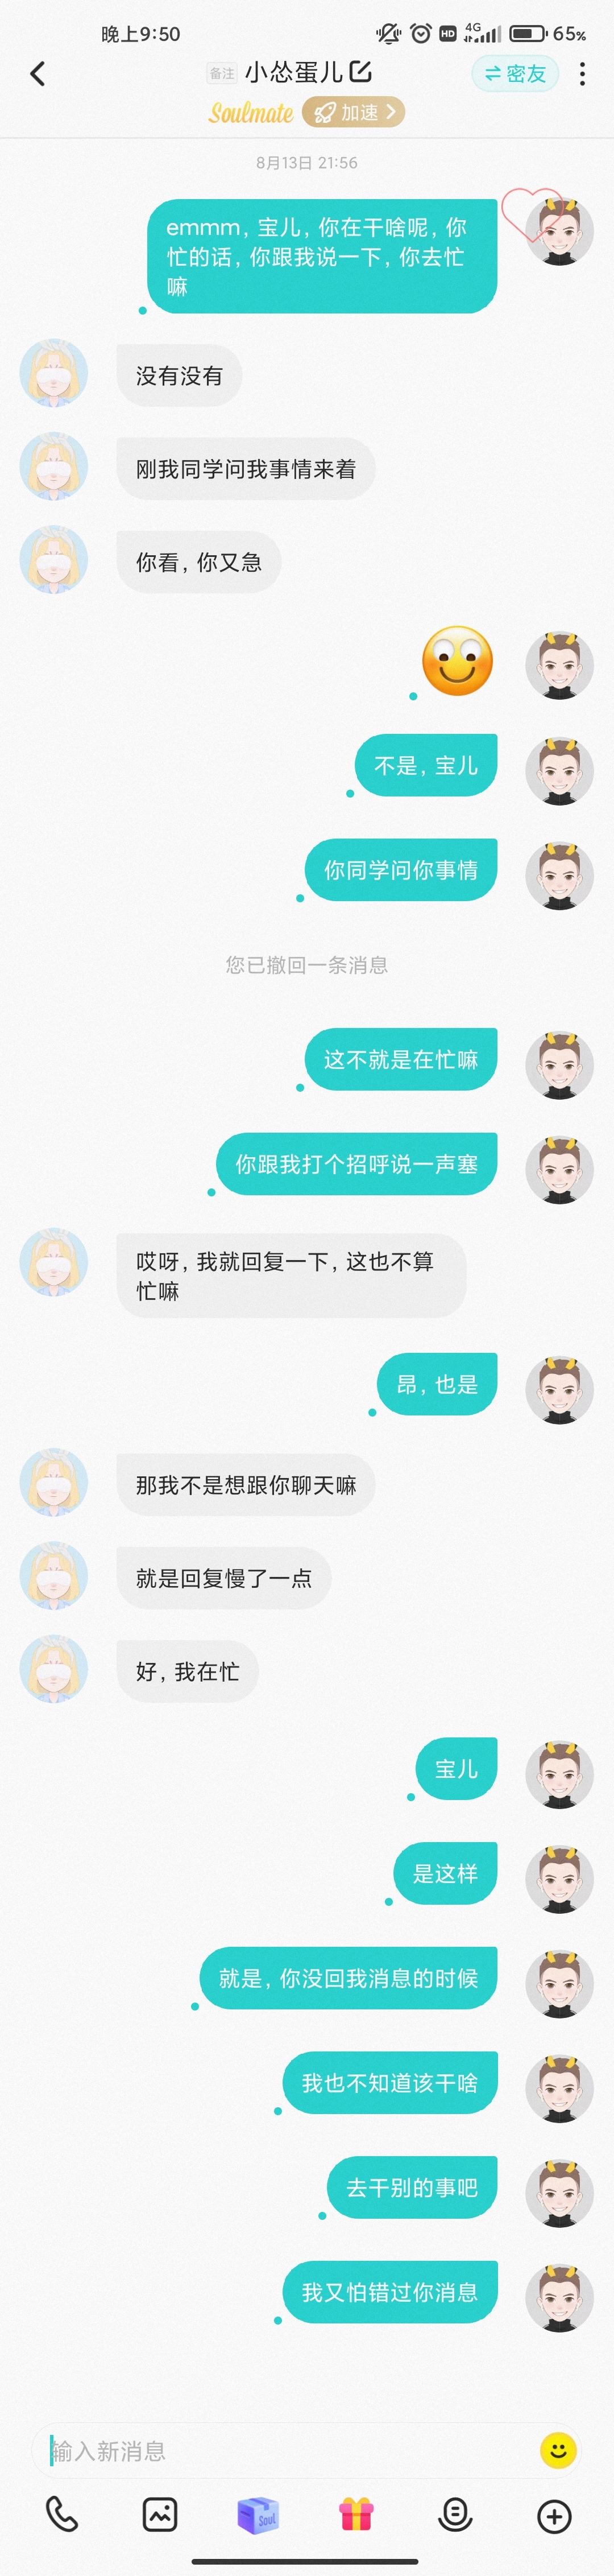 晚上9:50
HD
4G
65%
备注 小怂蛋儿
密友
Soulmate 加速
8月13日 21:56
emmm, 宝儿, 你在干啥呢, 你
忙的话, 你跟我说一下, 你去忙
嘛
没有没有
刚我同学问我事情来着
你看, 你又急
不是, 宝儿
你同学问你事情
您已撤回一条消息
这不就是在忙嘛
你跟我打个招呼说一声塞
哎呀, 我就回复一下, 这也不算
忙嘛
昂, 也是
那我不是想跟你聊天嘛
就是回复慢了一点
好, 我在忙
宝儿
是这样
就是, 你没回我消息的时候
我也不知道该干啥
去干别的事吧
我又怕错过你消息
输入新消息
Soul